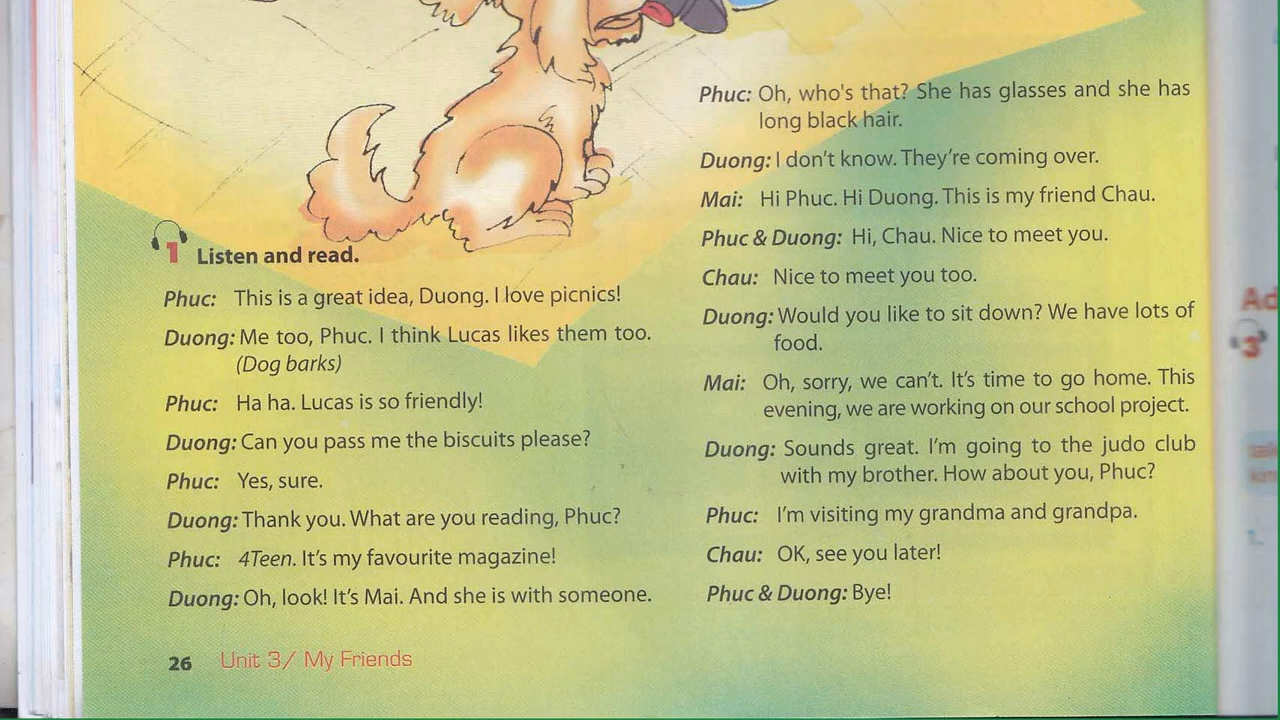 1 Listen and read.
Phuc: This is a great idea, Duong. I love picnics!
Duong: Me too, Phuc. I think Lucas likes them too.
(Dog barks)
Phuc: Ha ha. Lucas is so friendly!
Duong: Can you pass me the biscuits please?
Phuc: Yes, sure.
Duong: Thank you. What are you reading, Phuc?
Phuc: 4Teen. It's my favourite magazine!
Duong: Oh, look! It's Mai. And she is with someone.
Phuc: Oh, who's that? She has glasses and she has
long black hair.
Duong: I don't know. They're coming over.
Mai: Hi Phuc. Hi Duong. This is my friend Chau.
Phuc & Duong: Hi, Chau. Nice to meet you.
Chau: Nice to meet you too.
Duong: Would you like to sit down? We have lots of
food.
Mai: Oh, sorry, we can't. It's time to go home. This
evening, we are working on our school project.
Duong: Sounds great. I'm going to the judo club
with my brother. How about you, Phuc?
Phuc: I'm visiting my grandma and grandpa.
Chau: OK, see you later!
Phuc & Duong: Bye!
26 Unit 3/ My Friends
Ad
3
1.